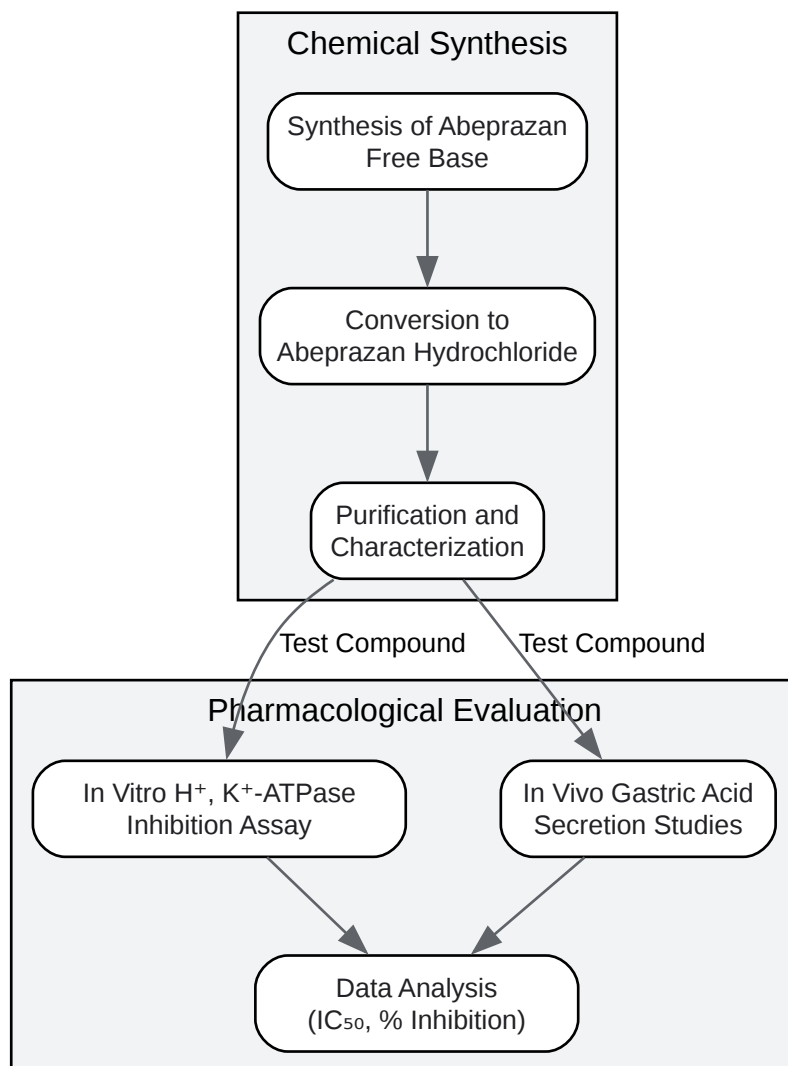 Chemical Synthesis
Synthesis of Abeprazan
Free Base
Conversion to
Abeprazan Hydrochloride
Purification and
Characterization
Test Compound
Test Compound
Pharmacological Evaluation
In Vitro H⁺, K⁺-ATPase
Inhibition Assay
In Vivo Gastric Acid
Secretion Studies
Data Analysis
(IC₅₀, % Inhibition)